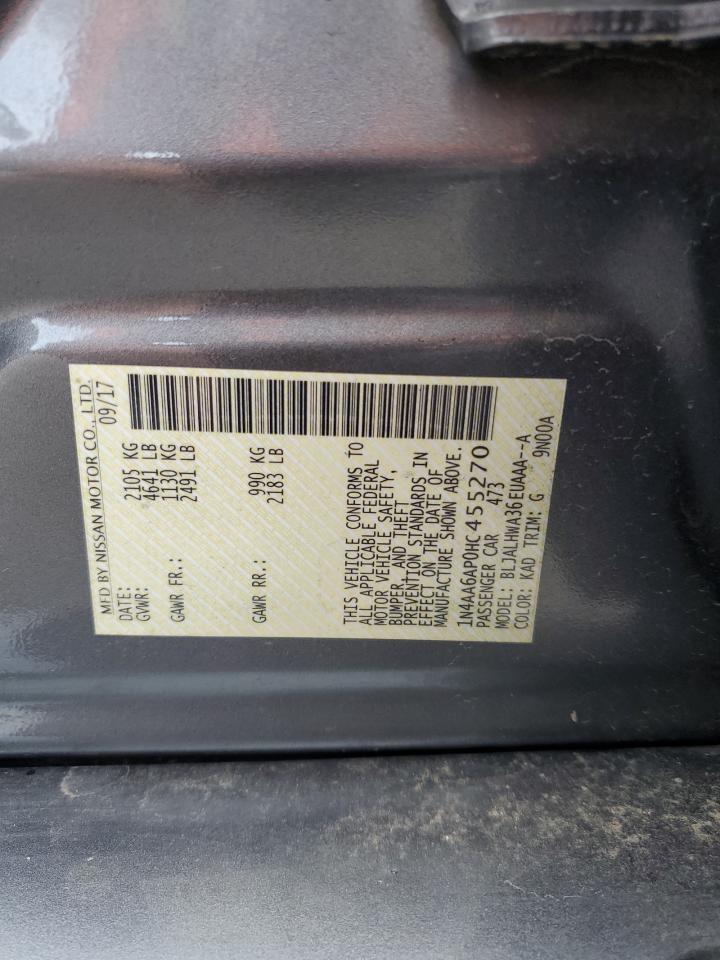 MFD BY NISSAN MOTOR CO., LTD.
DATE: 09/17
GVWR: 2105 KG
4641 LB
GAWR FR.: 1130 KG
2491 LB
GAWR RR.: 990 KG
2183 LB
THIS VEHICLE CONFORMS TO
ALL APPLICABLE FEDERAL
MOTOR VEHICLE SAFETY,
BUMPER, AND THEFT
PREVENTION STANDARDS IN
EFFECT ON THE DATE OF
MANUFACTURE SHOWN ABOVE.
1N4AA6AP0HC455270
PASSENGER CAR 473
MODEL: BLJALHWA36EUAAA--A
COLOR: KAD TRIM: G 9N00A